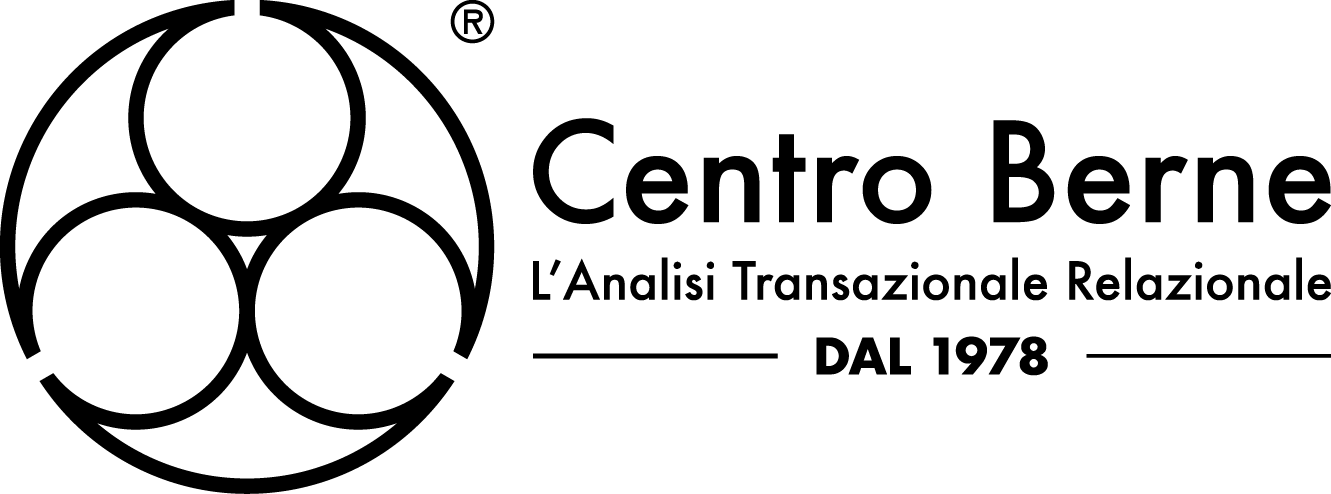 ®
Centro Berne
L’Analisi Transazionale Relazionale
DAL 1978